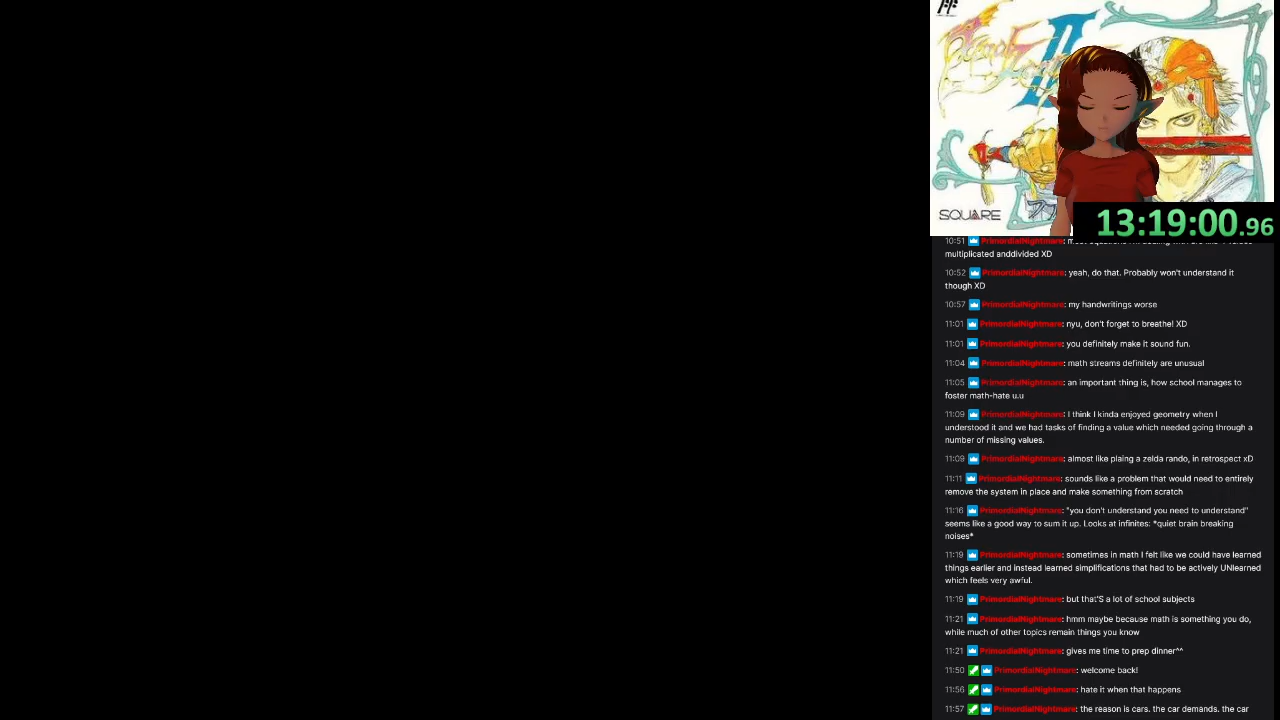 FF
Final Fantasy II
SQUARE
13:19:00.96
10:51 PrimordialNightmare:
multiplicated anddivided XD
10:52 PrimordialNightmare: yeah, do that. Probably won't understand it
though XD
10:57 PrimordialNightmare: my handwritings worse
11:01 PrimordialNightmare: nyu, don't forget to breathe! XD
11:01 PrimordialNightmare: you definitely make it sound fun.
11:04 PrimordialNightmare: math streams definitely are unusual
11:05 PrimordialNightmare: an important thing is, how school manages to
foster math-hate u.u
11:09 PrimordialNightmare: I think I kinda enjoyed geometry when I
understood it and we had tasks of finding a value which needed going through a
number of missing values.
11:09 PrimordialNightmare: almost like plaing a zelda rando, in retrospect xD
11:11 PrimordialNightmare: sounds like a problem that would need to entirely
remove the system in place and make something from scratch
11:16 PrimordialNightmare: "you don't understand you need to understand"
seems like a good way to sum it up. Looks at infinites: *quiet brain breaking
noises*
11:19 PrimordialNightmare: sometimes in math I felt like we could have learned
things earlier and instead learned simplifications that had to be actively UNlearned
which feels very awful.
11:19 PrimordialNightmare: but that'S a lot of school subjects
11:21 PrimordialNightmare: hmm maybe because math is something you do,
while much of other topics remain things you know
11:21 PrimordialNightmare: gives me time to prep dinner^^
11:50 PrimordialNightmare: welcome back!
11:56 PrimordialNightmare: hate it when that happens
11:57 PrimordialNightmare: the reason is cars. the car demands. the car